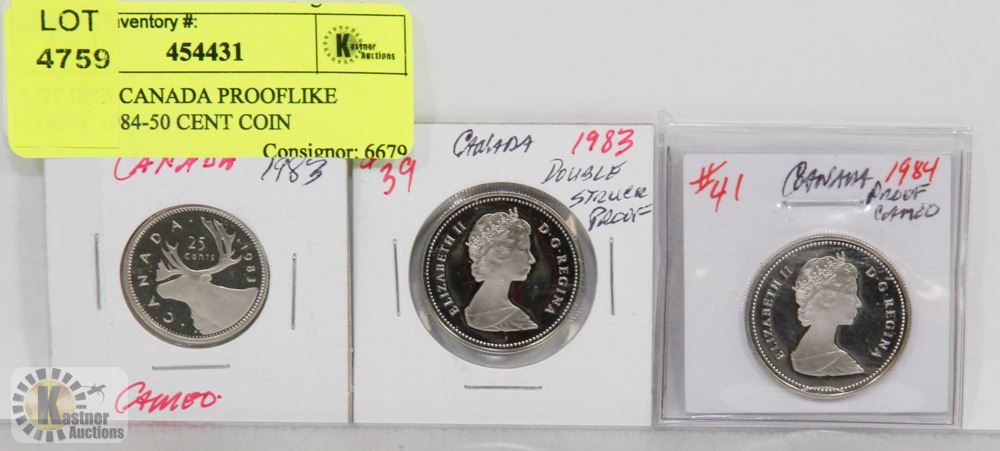 LOT
4759
nventory #:
454431
Kastner
Auctions
CANADA PROOFLIKE
84-50 CENT COIN
Consignor: 6679
CANADA 1983
CANADA
25
cents
1983
CAMEO.
39
CANADA 1983
DOUBLE
STRUCK
PROOF
ELIZABETH II D·G·REGINA
#41
CANADA 1984
PROOF
CAMEO
ELIZABETH II D·G·REGINA
Kastner
Auctions